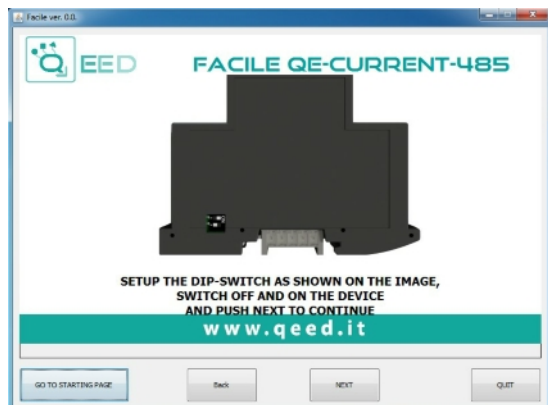 Facile ver. 0.0.
QEED
FACILE QE-CURRENT-485
SETUP THE DIP-SWITCH AS SHOWN ON THE IMAGE,
SWITCH OFF AND ON THE DEVICE
AND PUSH NEXT TO CONTINUE
www.qeed.it
GO TO STARTING PAGE
Back
NEXT
QUIT